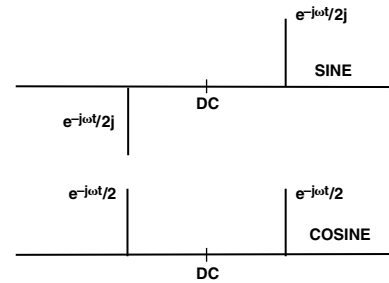 e–jωt/2j
SINE
DC
e–jωt/2j
e–jωt/2 e–jωt/2
COSINE
DC